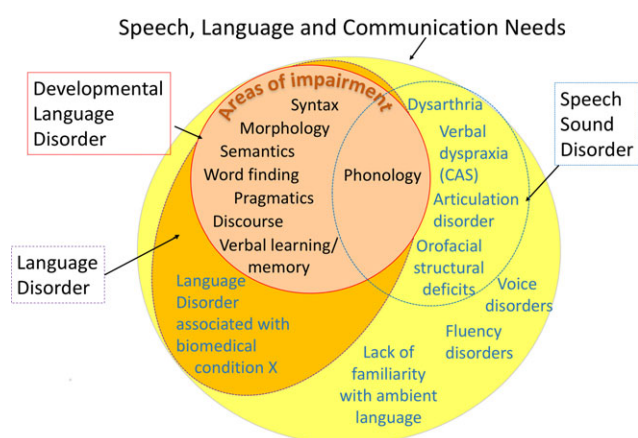 Speech, Language and Communication Needs
Developmental
Language
Disorder
Areas of impairment
Syntax
Morphology
Semantics
Word finding
Pragmatics
Discourse
Verbal learning/
memory
Phonology
Dysarthria
Verbal
dyspraxia
(CAS)
Articulation
disorder
Orofacial
structural
deficits
Speech
Sound
Disorder
Language
Disorder
Language
Disorder
associated with
biomedical
condition X
Voice
disorders
Fluency
disorders
Lack of
familiarity
with ambient
language